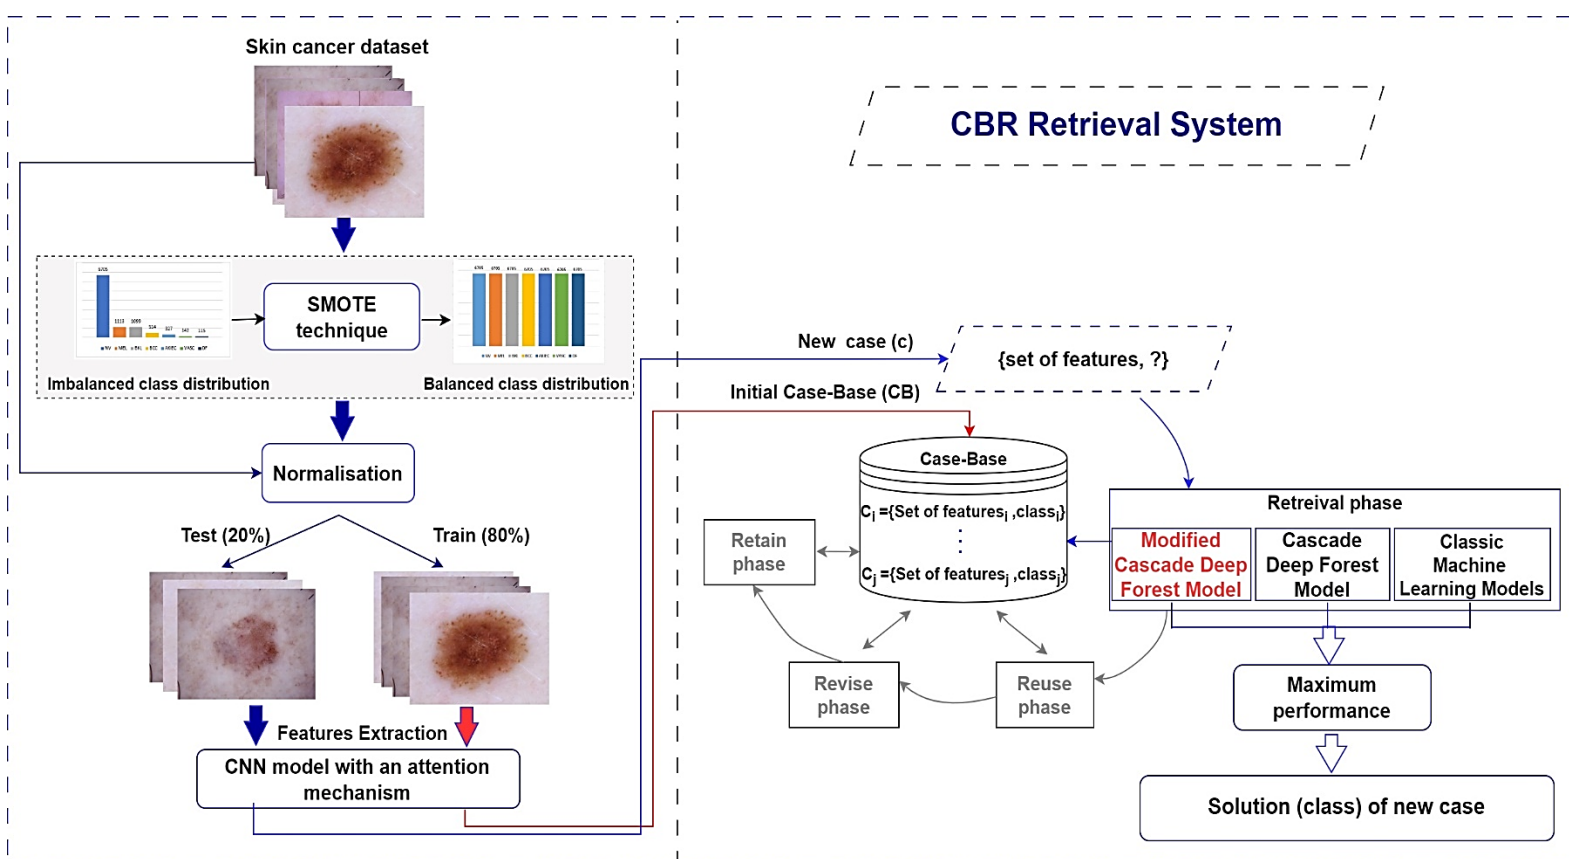 Skin cancer dataset
SMOTE
technique
Imbalanced class distribution
Balanced class distribution
Normalisation
Test (20%)
Train (80%)
Features Extraction
CNN model with an attention
mechanism
CBR Retrieval System
New case (c)
{set of features, ?}
Initial Case-Base (CB)
Case-Base
Ci ={Set of featuresi ,classi}
Cj ={Set of featuresj ,classj}
Retain
phase
Revise
phase
Reuse
phase
Retreival phase
Modified
Cascade Deep
Forest Model
Cascade
Deep Forest
Model
Classic
Machine
Learning Models
Maximum
performance
Solution (class) of new case